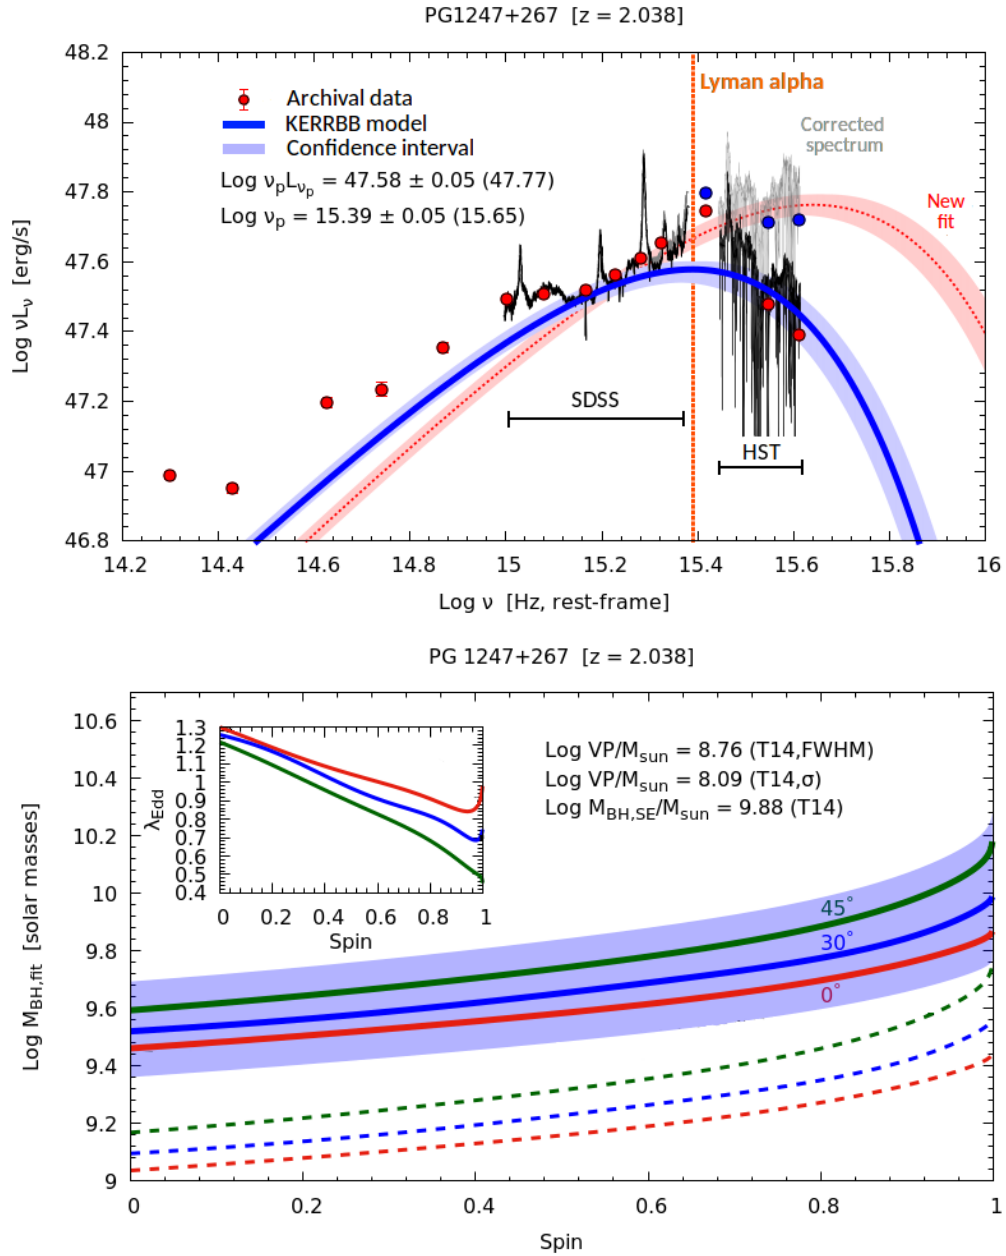 PG1247+267  [z = 2.038]
48.2
48
47.8
47.6
47.4
47.2
47
46.8
Log νLν  [erg/s]
Archival data
KERRBB model
Confidence interval
Log νpLνp = 47.58 ± 0.05 (47.77)
Log νp = 15.39 ± 0.05 (15.65)
Lyman alpha
Corrected
spectrum
New
fit
SDSS
HST
14.2 14.4 14.6 14.8 15 15.2 15.4 15.6 15.8 16
Log ν  [Hz, rest-frame]
PG 1247+267  [z = 2.038]
10.6
10.4
10.2
10
9.8
9.6
9.4
9.2
9
Log MBH,fit  [solar masses]
1.3
1.2
1.1
1
0.9
0.8
0.7
0.6
0.5
0.4
λEdd
0 0.2 0.4 0.6 0.8 1
Spin
Log VP/Msun = 8.76 (T14,FWHM)
Log VP/Msun = 8.09 (T14,σ)
Log MBH,SE/Msun = 9.88 (T14)
45°
30°
0°
0 0.2 0.4 0.6 0.8 1
Spin